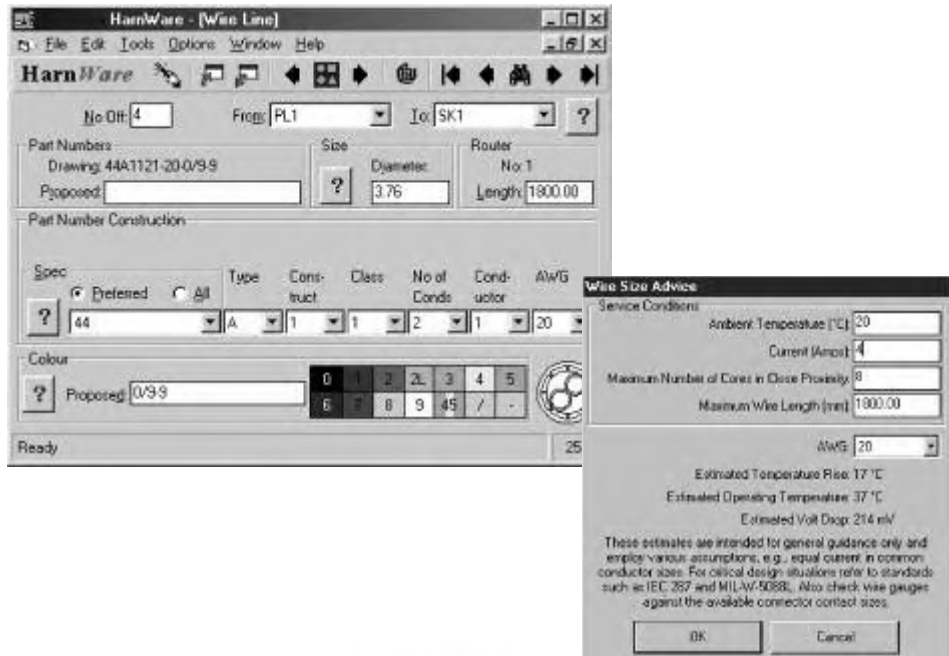 HarnWare - [Wire Line]
File Edit Tools Options Window Help
HarnWare
No Off: 4 From: PL1 To: SK1 ?
Part Numbers Size Router
Drawing: 44A1121-20-0/9-9 Diameter: No: 1
Proposed: ? 3.76 Length: 1800.00
Part Number Construction
Spec Type Cons- Class No of Cond- AWG
Preferred All truct Conds uctor
? 44 A 1 1 2 1 20
Colour
? Proposed: 0/9-9
0 1 2 2L 3 4 5
6 7 8 9 45 / -
Ready 25
Wire Size Advice
Service Conditions
Ambient Temperature (°C): 20
Current (Amps): 4
Maximum Number of Cores in Close Proximity: 8
Maximum Wire Length (mm): 1800.00
AWG: 20
Estimated Temperature Rise: 17 °C
Estimated Operating Temperature: 37 °C
Estimated Volt Drop: 214 mV
These estimates are intended for general guidance only and
employ various assumptions, e.g., equal current in common
conductor sizes. For critical design situations refer to standards
such as IEC 287 and MIL-W-5088L. Also check wire gauges
against the available connector contact sizes.
OK Cancel